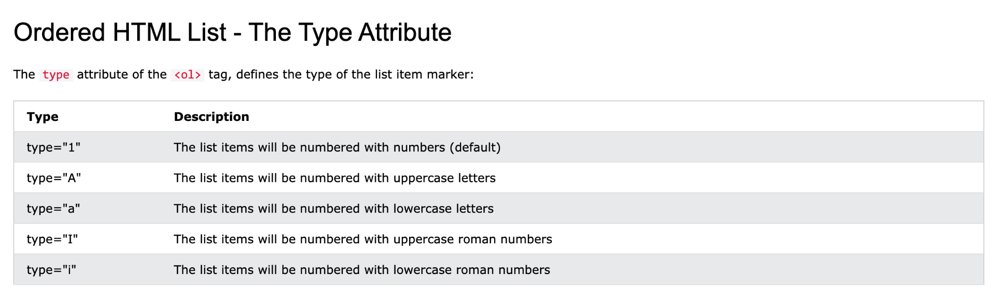 Ordered HTML List - The Type Attribute
The type attribute of the <ol> tag, defines the type of the list item marker:
Type Description
type="1" The list items will be numbered with numbers (default)
type="A" The list items will be numbered with uppercase letters
type="a" The list items will be numbered with lowercase letters
type="I" The list items will be numbered with uppercase roman numbers
type="i" The list items will be numbered with lowercase roman numbers